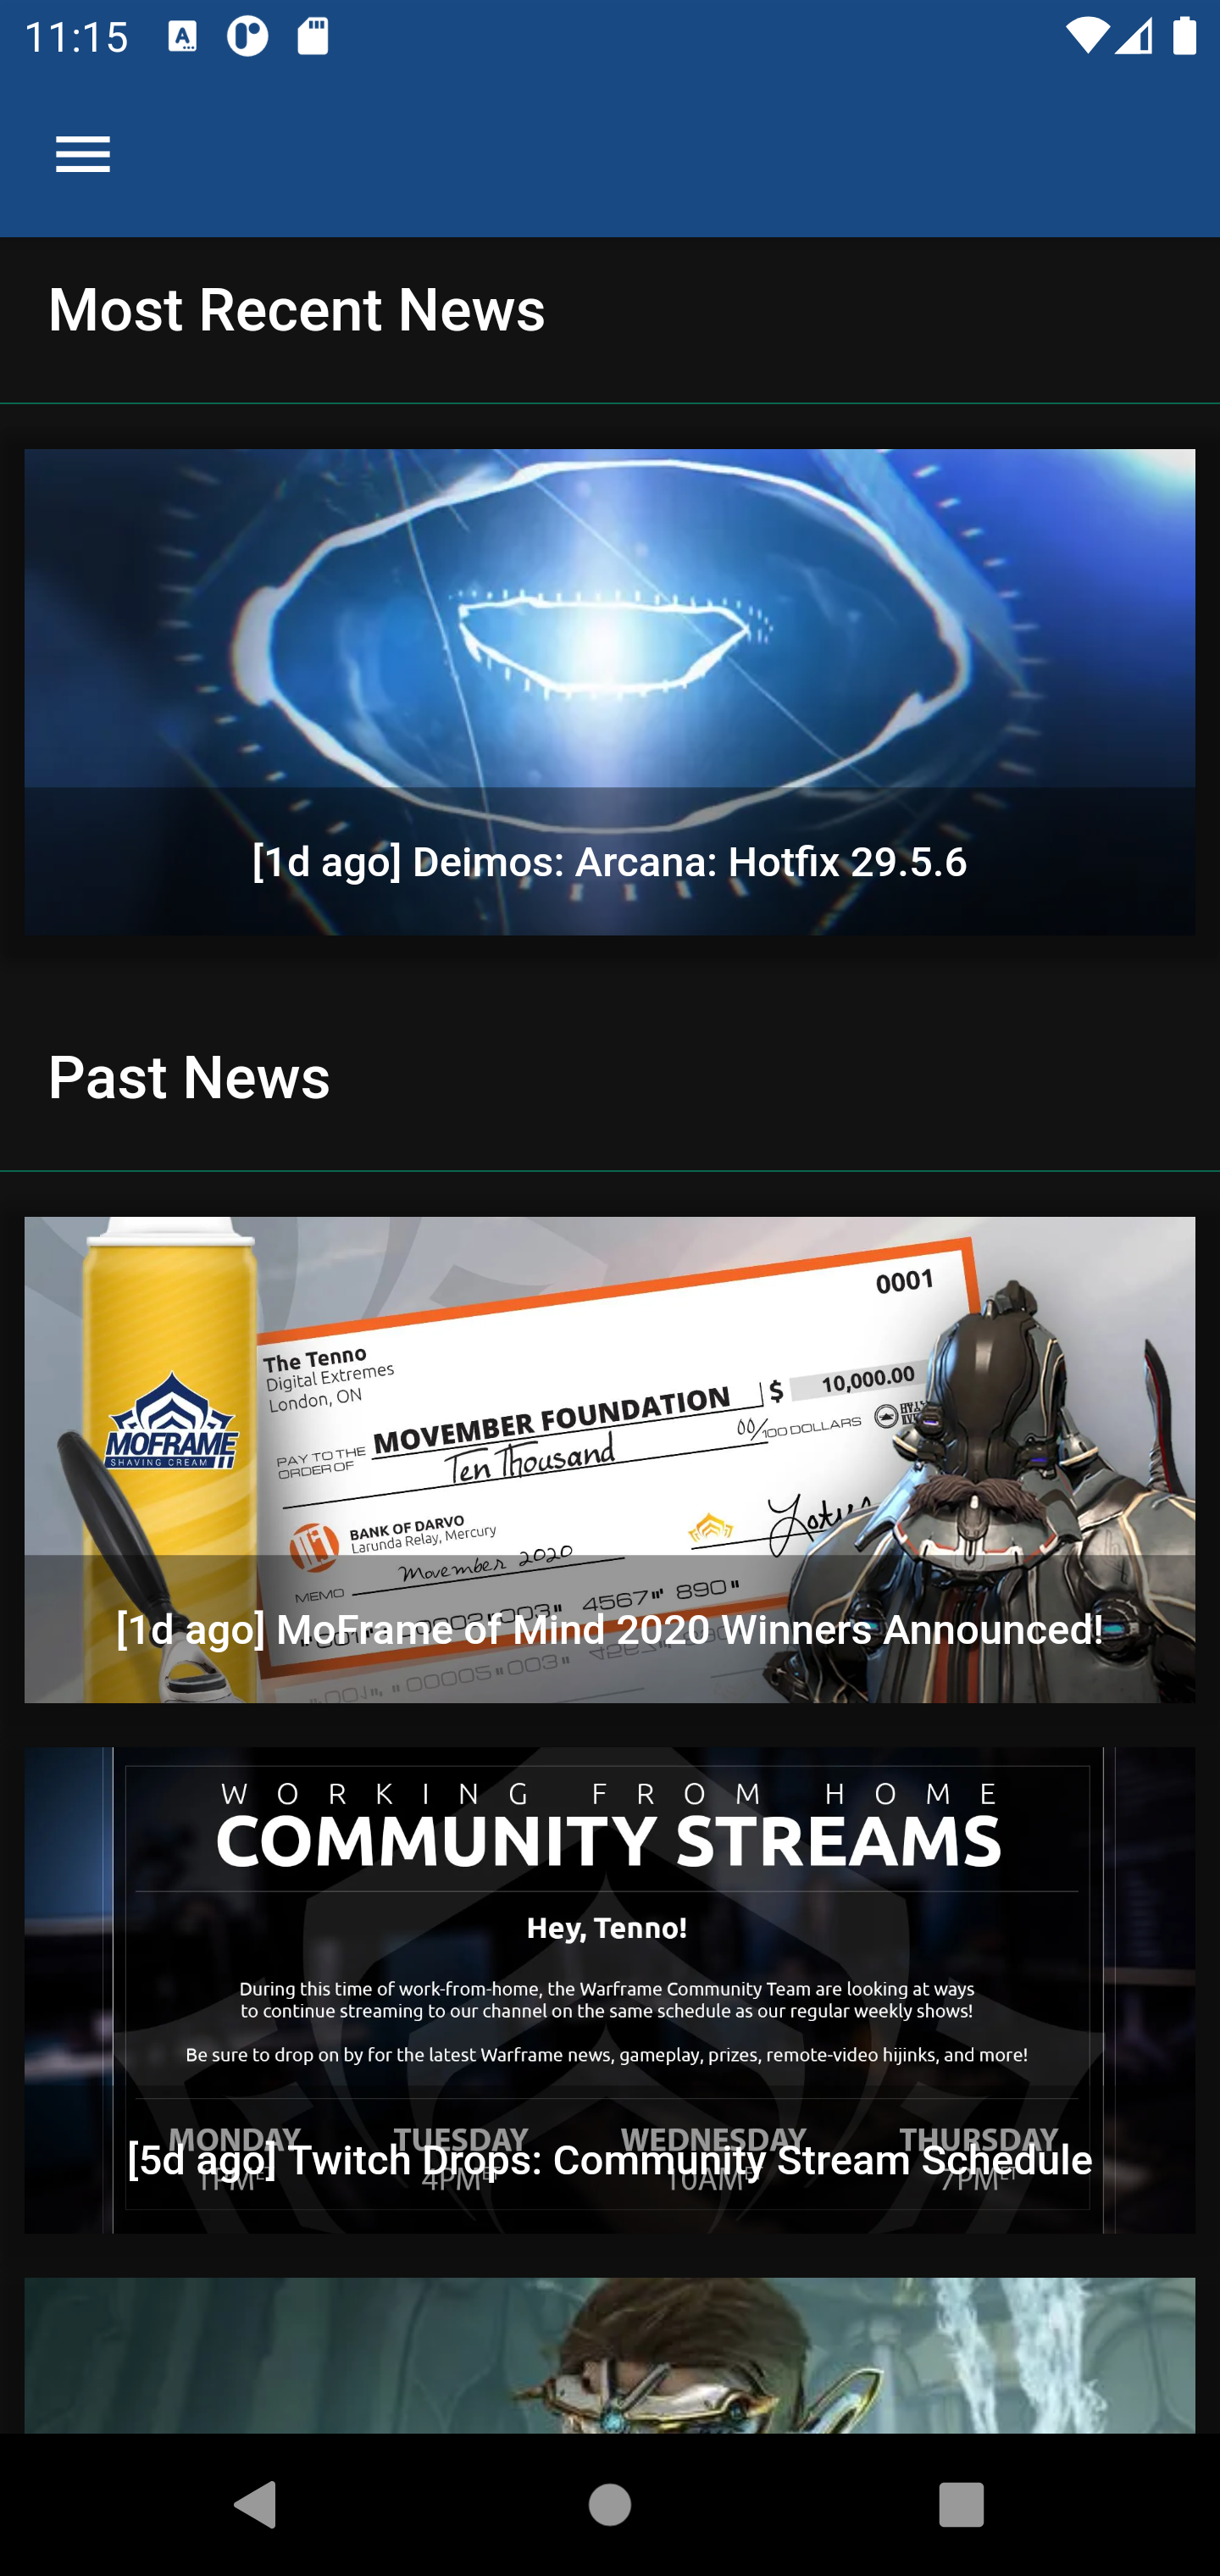 11:15
Most Recent News
[1d ago] Deimos: Arcana: Hotfix 29.5.6
Past News
0001
The Tenno
Digital Extremes
London, ON
$ 10,000.00
PAY TO THE
ORDER OF
MOVEMBER FOUNDATION
00/100 DOLLARS
Ten Thousand
MOFRAME
SHAVING CREAM
BANK OF DARVO
Larunda Relay, Mercury
Lotus
MEMO
Movember 2020
4567 890
[1d ago] MoFrame of Mind 2020 Winners Announced!
WORKING FROM HOME
COMMUNITY STREAMS
Hey, Tenno!
During this time of work-from-home, the Warframe Community Team are looking at ways
to continue streaming to our channel on the same schedule as our regular weekly shows!
Be sure to drop on by for the latest Warframe news, gameplay, prizes, remote-video hijinks, and more!
MONDAY TUESDAY WEDNESDAY THURSDAY
1PM 4PM 10AM 7PM ET
[5d ago] Twitch Drops: Community Stream Schedule